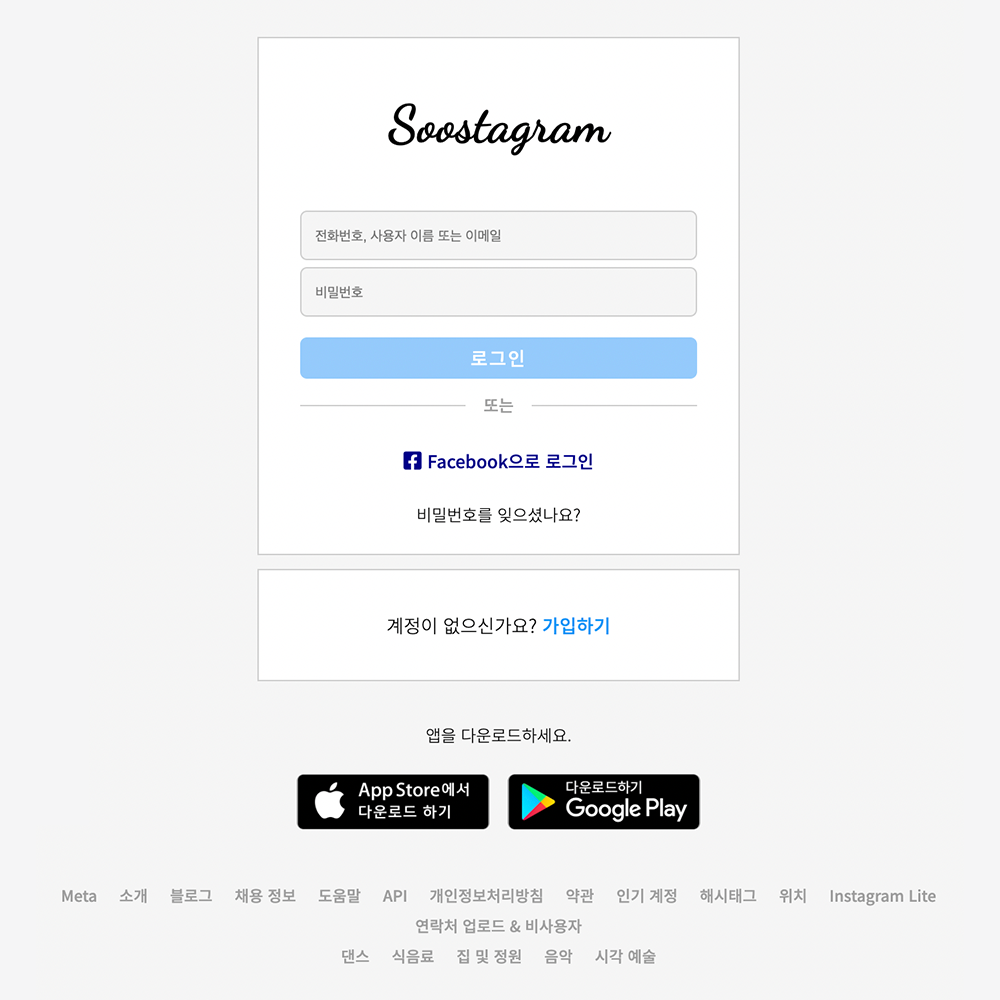 Soostagram
전화번호, 사용자 이름 또는 이메일
비밀번호
로그인
또는
Facebook으로 로그인
비밀번호를 잊으셨나요?
계정이 없으신가요? 가입하기
앱을 다운로드하세요.
App Store에서
다운로드 하기
다운로드하기
Google Play
Meta 소개 블로그 채용 정보 도움말 API 개인정보처리방침 약관 인기 계정 해시태그 위치 Instagram Lite
연락처 업로드 & 비사용자
댄스 식음료 집 및 정원 음악 시각 예술